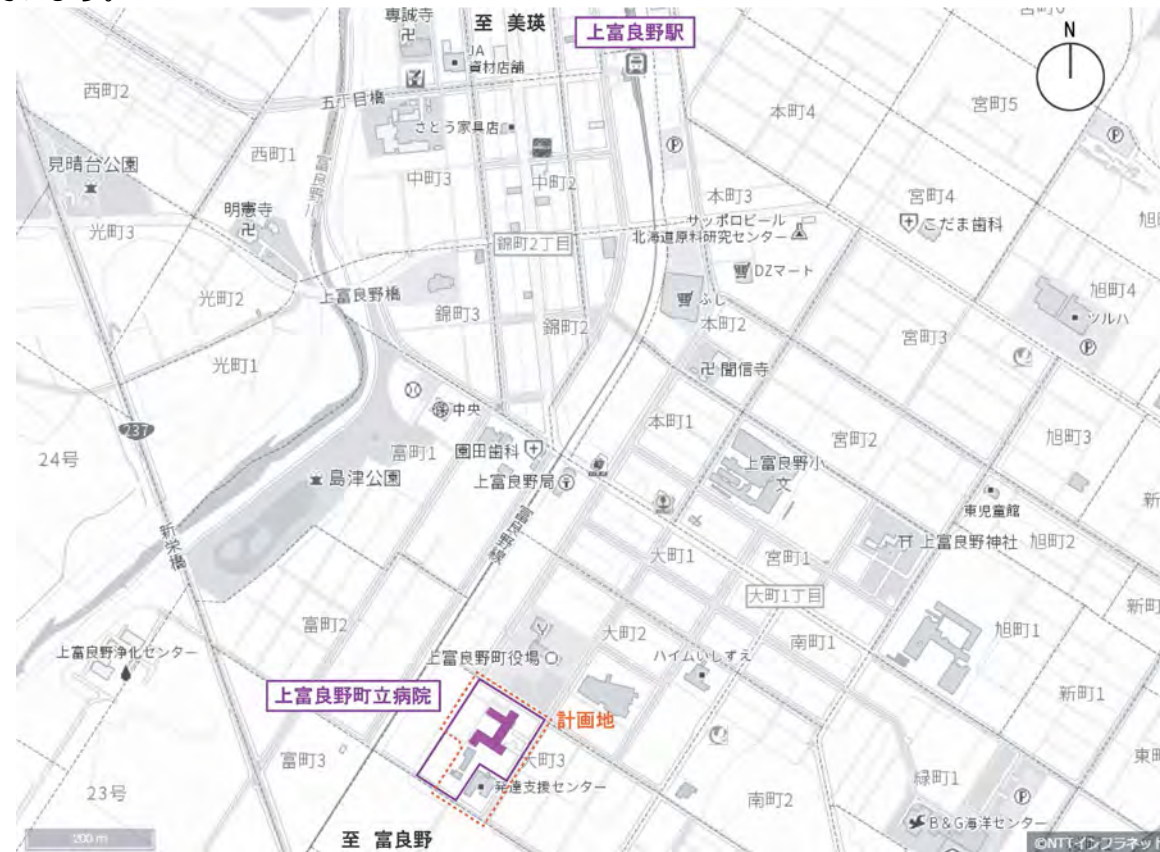 至 美瑛
上富良野駅
N
専誠寺
JA
資材店舗
五丁目橋
さとう家具店
西町2
西町1
本町4
宮町5
見晴台公園
中町3
中町2
本町3
宮町4
明憲寺
光町3
サッポロビール
北海道原料研究センター
こだま歯科
錦町2丁目
DZマート
旭町4
ツルハ
光町2
上富良野橋
錦町3
錦町2
ふじ
本町2
宮町3
光町1
聞信寺
中央
本町1
237
24号
富町1
園田歯科
宮町2
旭町3
上富良野小
文
島津公園
上富良野局
東児童館
新栄橋
富良野線
上富良野神社
旭町2
大町1
宮町1
大町1丁目
富町2
大町2
南町1
旭町1
上富良野浄化センター
上富良野町役場
ハイムいしずえ
上富良野町立病院
計画地
新町1
富町3
大町3
発達支援センター
緑町1
23号
南町2
B&G海洋センター
200m
至 富良野
©NTTインフラネット